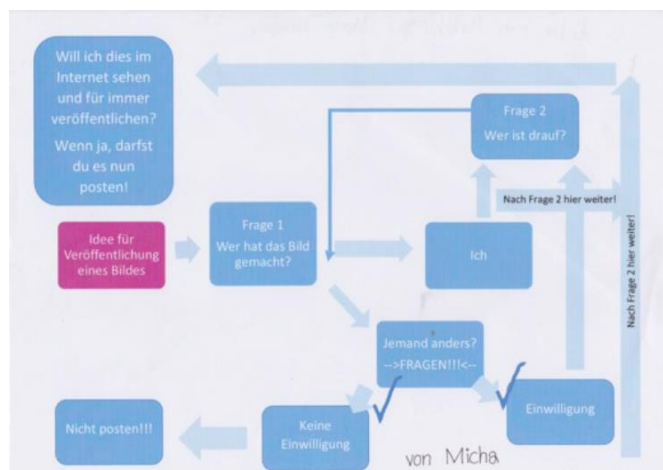 Will ich dies im
Internet sehen
und für immer
veröffentlichen?
Wenn ja, darfst
du es nun
posten!
Frage 2
Wer ist drauf?
Nach Frage 2 hier weiter!
Idee für
Veröffentlichung
eines Bildes
Frage 1
Wer hat das Bild
gemacht?
Ich
Nach Frage 2 hier weiter!
Jemand anders?
-->FRAGEN!!!<--
Nicht posten!!!
Keine
Einwilligung
Einwilligung
von Micha